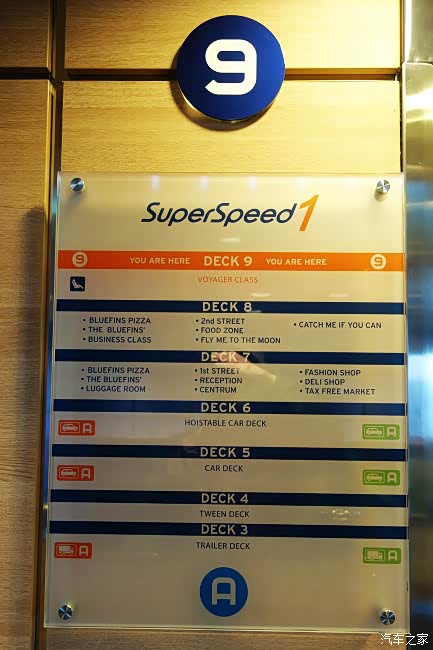 9
SuperSpeed 1
9 YOU ARE HERE DECK 9 YOU ARE HERE 9
VOYAGER CLASS
DECK 8
• BLUEFINS PIZZA • 2nd STREET • CATCH ME IF YOU CAN
• THE BLUEFINS' • FOOD ZONE
• BUSINESS CLASS • FLY ME TO THE MOON
DECK 7
• BLUEFINS PIZZA • 1st STREET • FASHION SHOP
• THE BLUEFINS' • RECEPTION • DELI SHOP
• LUGGAGE ROOM • CENTRUM • TAX FREE MARKET
DECK 6
HOISTABLE CAR DECK
A A
DECK 5
CAR DECK
A A
DECK 4
TWEEN DECK
DECK 3
TRAILER DECK
A A
A
汽车之家